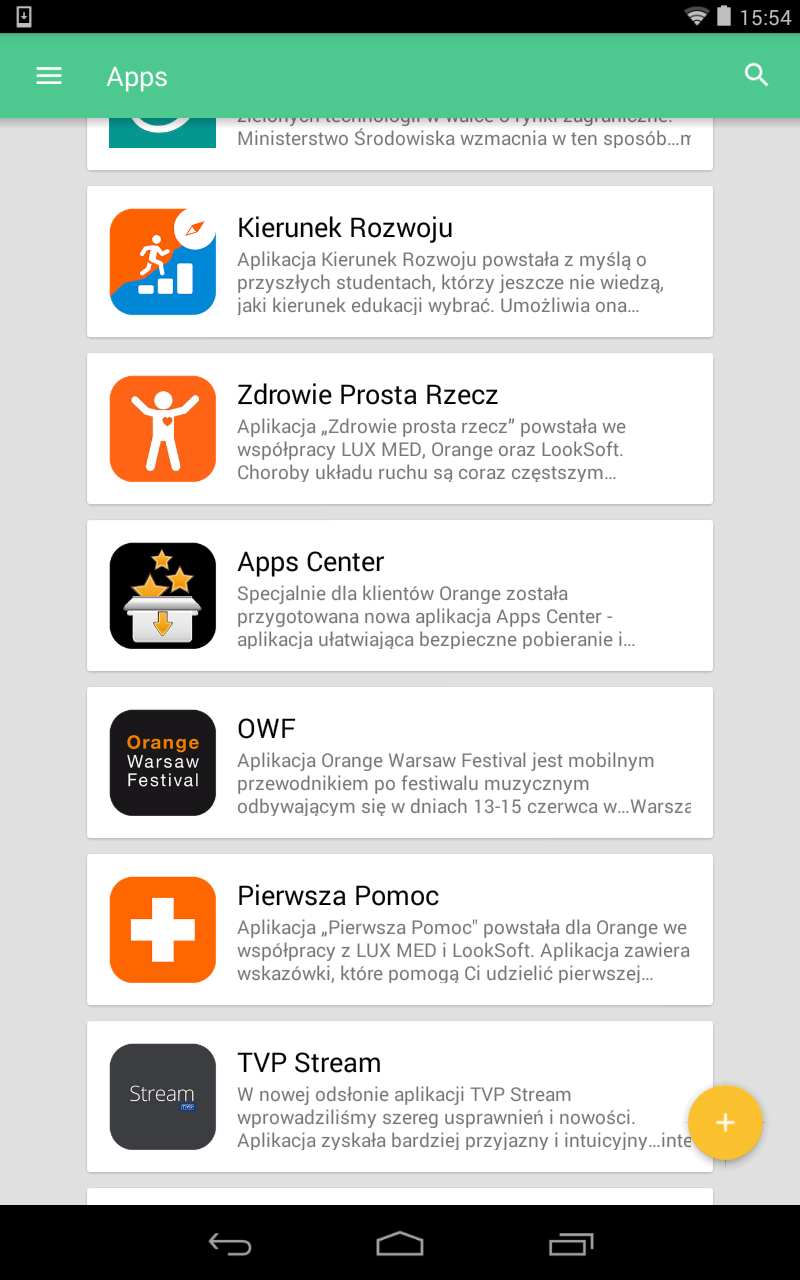 15:54
Apps
zielonych technologii w walce o rynki zagraniczne.
Ministerstwo Środowiska wzmacnia w ten sposób…m
Kierunek Rozwoju
Aplikacja Kierunek Rozwoju powstała z myślą o
przyszłych studentach, którzy jeszcze nie wiedzą,
jaki kierunek edukacji wybrać. Umożliwia ona…
Zdrowie Prosta Rzecz
Aplikacja „Zdrowie prosta rzecz” powstała we
współpracy LUX MED, Orange oraz LookSoft.
Choroby układu ruchu są coraz częstszym…
Apps Center
Specjalnie dla klientów Orange została
przygotowana nowa aplikacja Apps Center -
aplikacja ułatwiająca bezpieczne pobieranie i…
Orange
Warsaw
Festival
OWF
Aplikacja Orange Warsaw Festival jest mobilnym
przewodnikiem po festiwalu muzycznym
odbywającym się w dniach 13-15 czerwca w…Warsza
Pierwsza Pomoc
Aplikacja „Pierwsza Pomoc" powstała dla Orange we
współpracy z LUX MED i LookSoft. Aplikacja zawiera
wskazówki, które pomogą Ci udzielić pierwszej…
Stream
TVP
TVP Stream
W nowej odsłonie aplikacji TVP Stream
wprowadziliśmy szereg usprawnień i nowości.
Aplikacja zyskała bardziej przyjazny i intuicyjny…inte